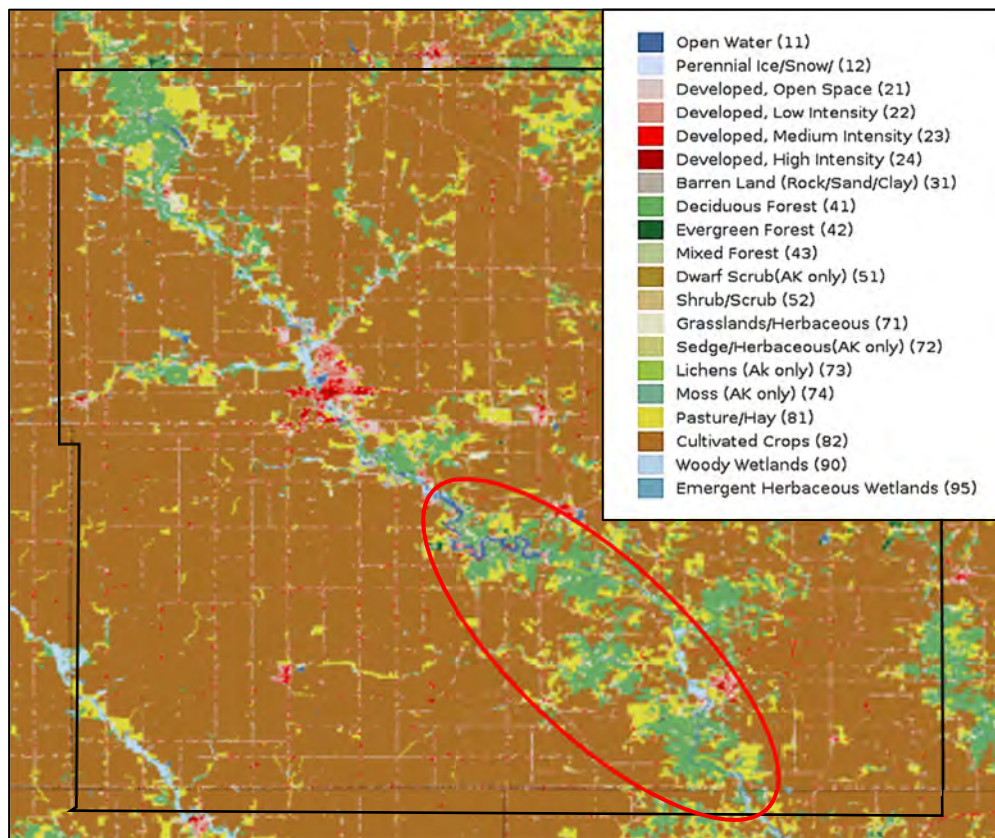 Open Water (11)
Perennial Ice/Snow/ (12)
Developed, Open Space (21)
Developed, Low Intensity (22)
Developed, Medium Intensity (23)
Developed, High Intensity (24)
Barren Land (Rock/Sand/Clay) (31)
Deciduous Forest (41)
Evergreen Forest (42)
Mixed Forest (43)
Dwarf Scrub(AK only) (51)
Shrub/Scrub (52)
Grasslands/Herbaceous (71)
Sedge/Herbaceous(AK only) (72)
Lichens (Ak only) (73)
Moss (AK only) (74)
Pasture/Hay (81)
Cultivated Crops (82)
Woody Wetlands (90)
Emergent Herbaceous Wetlands (95)